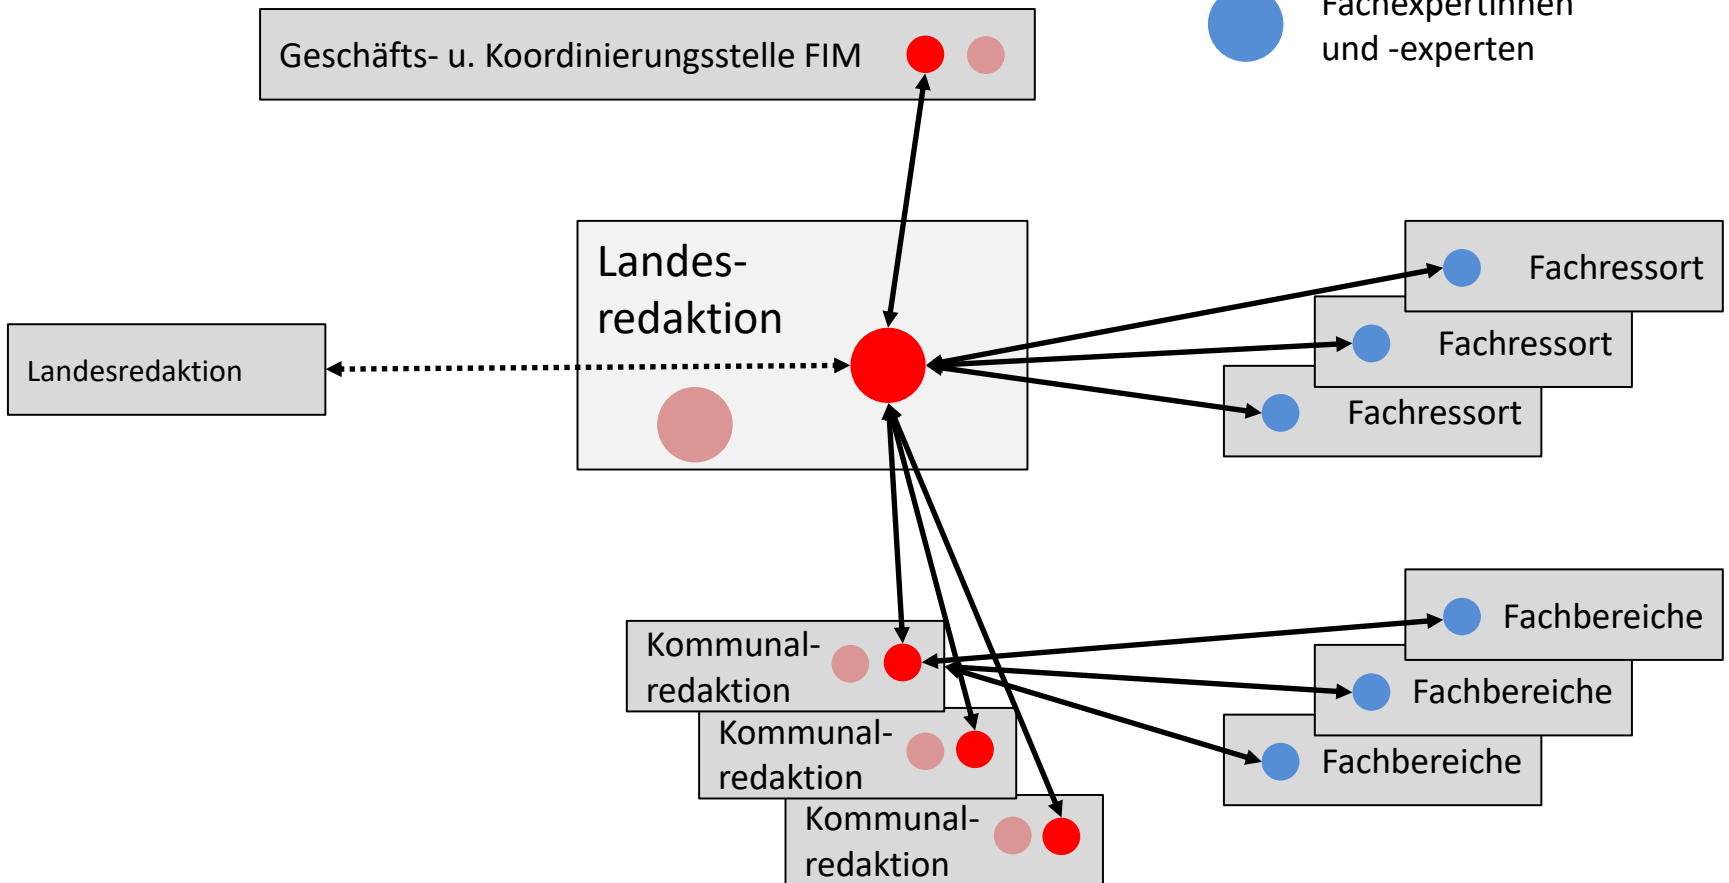 Fachexpertinnen
und -experten
Geschäfts- u. Koordinierungsstelle FIM
Landes-
redaktion
Landesredaktion
Fachressort
Fachressort
Fachressort
Kommunal-
redaktion
Kommunal-
redaktion
Kommunal-
redaktion
Fachbereiche
Fachbereiche
Fachbereiche